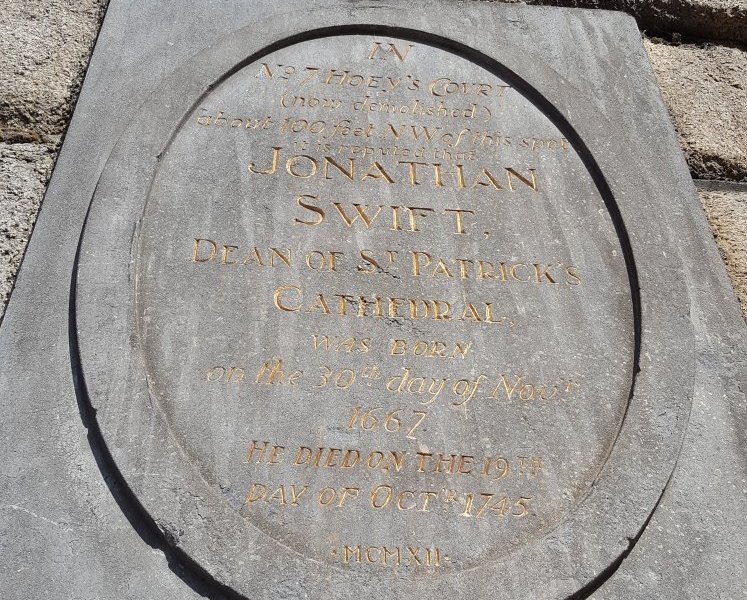 IN
No 7 HOEY'S COURT
(now demolished)
about 100 feet NW of this spot
it is reputed that
JONATHAN
SWIFT,
DEAN OF ST PATRICK'S
CATHEDRAL,
WAS BORN
on the 30th day of Novr
1667
HE DIED ON THE 19TH
DAY OF OCTR 1745.
·MCMXII·